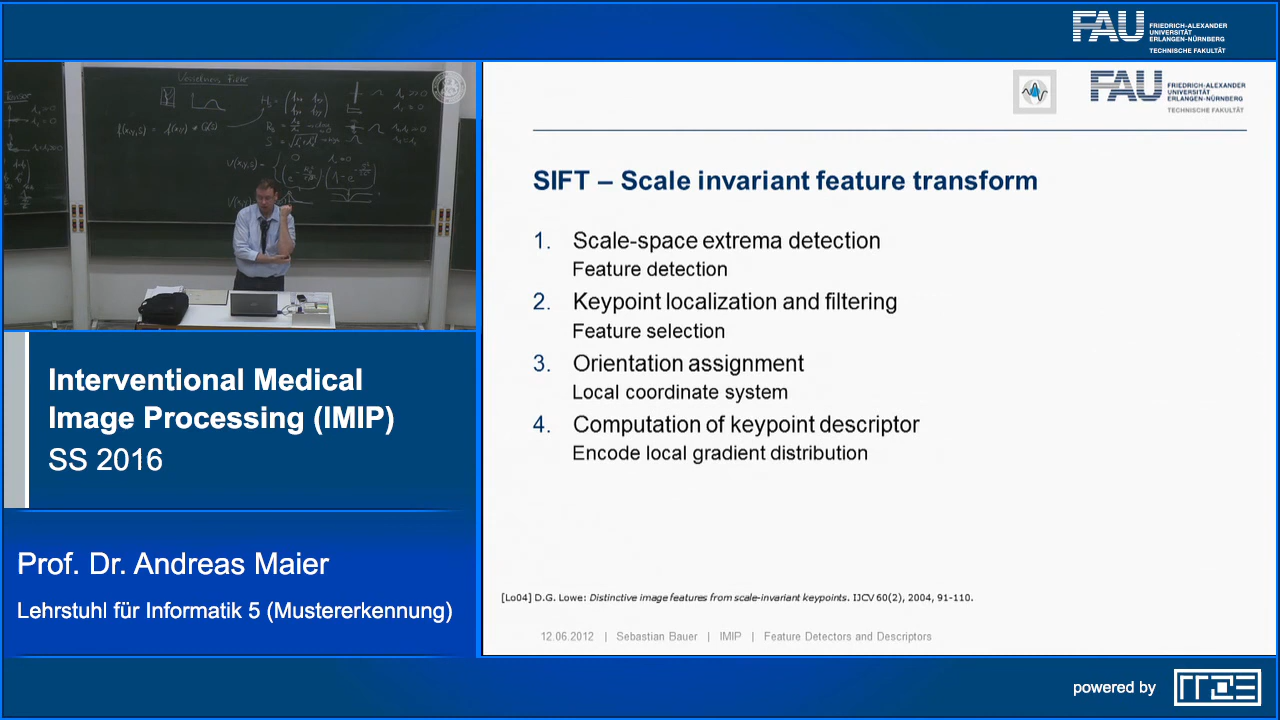 FAU
FRIEDRICH-ALEXANDER
UNIVERSITÄT
ERLANGEN-NÜRNBERG
TECHNISCHE FAKULTÄT
Vesselness Filter
FAU
FRIEDRICH-ALEXANDER
UNIVERSITÄT
ERLANGEN-NÜRNBERG
TECHNISCHE FAKULTÄT
SIFT – Scale invariant feature transform
1. Scale-space extrema detection
Feature detection
2. Keypoint localization and filtering
Feature selection
3. Orientation assignment
Local coordinate system
4. Computation of keypoint descriptor
Encode local gradient distribution
[Lo04] D.G. Lowe: Distinctive image features from scale-invariant keypoints. IJCV 60(2), 2004, 91-110.
12.06.2012 | Sebastian Bauer | IMIP | Feature Detectors and Descriptors
Interventional Medical
Image Processing (IMIP)
SS 2016
Prof. Dr. Andreas Maier
Lehrstuhl für Informatik 5 (Mustererkennung)
powered by